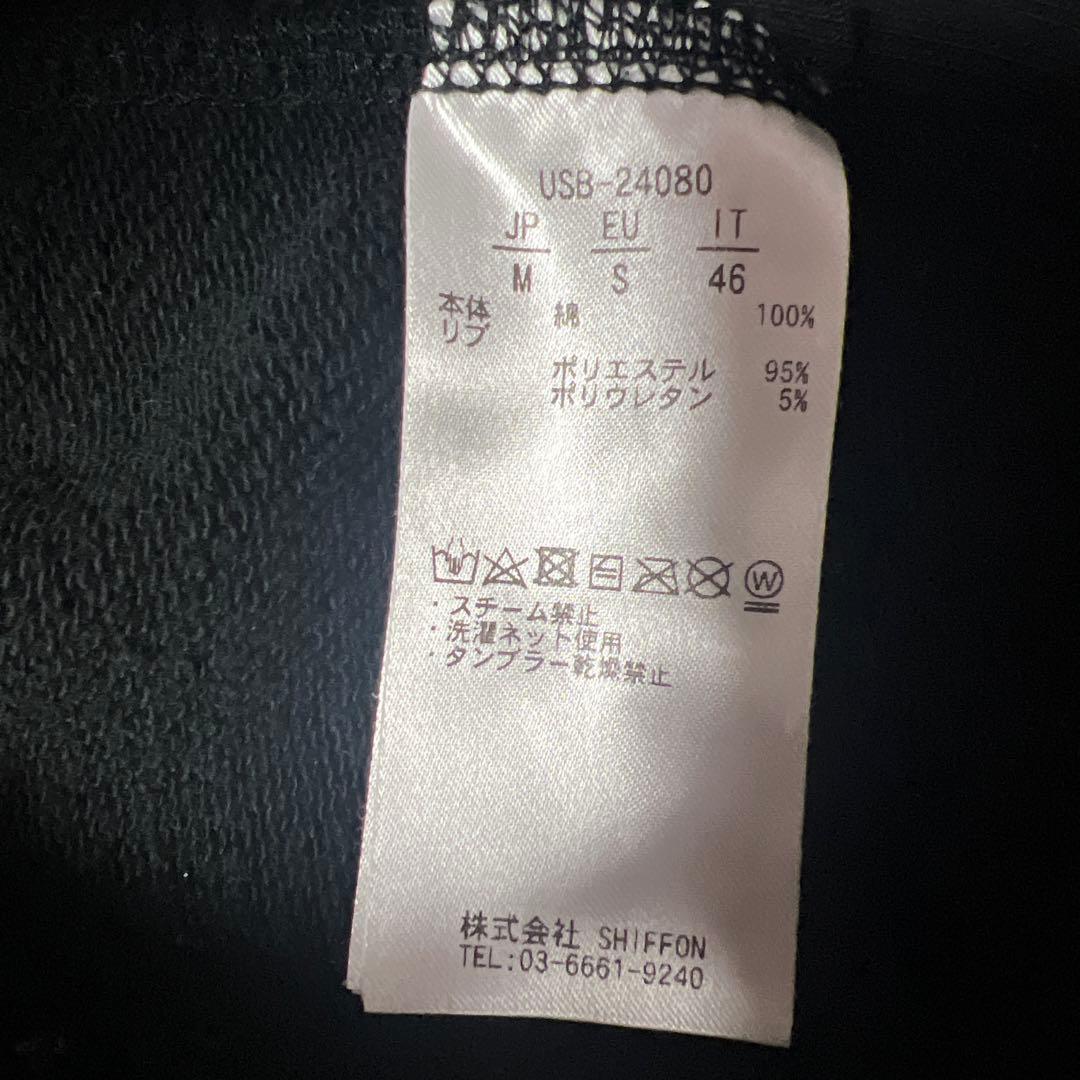 USB-24080
JP EU IT
M S 46
本体 綿 100%
リブ
ポリエステル 95%
ポリウレタン 5%
W
・スチーム禁止
・洗濯ネット使用
・タンブラー乾燥禁止
株式会社 SHIFFON
TEL:03-6661-9240